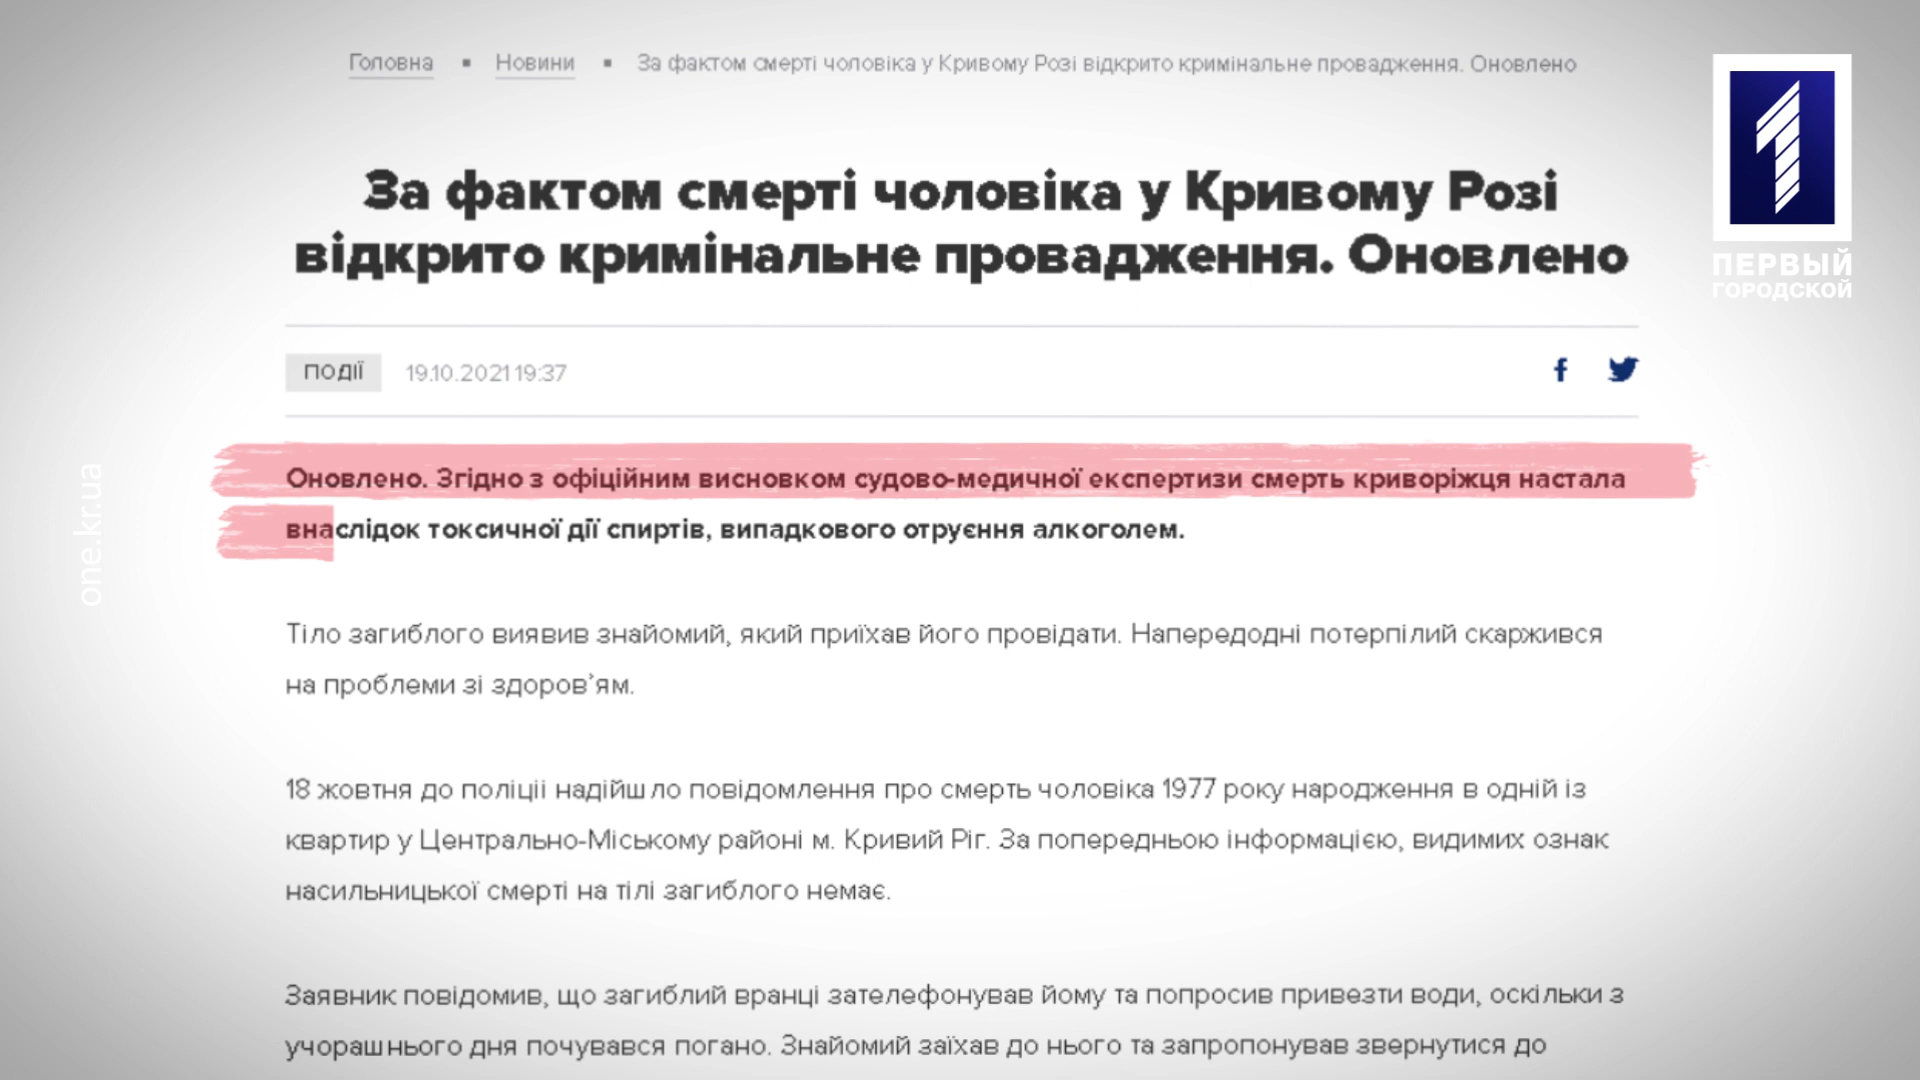 Головна ▪ Новини ▪ За фактом смерті чоловіка у Кривому Розі відкрито кримінальне провадження. Оновлено
За фактом смерті чоловіка у Кривому Розі
відкрито кримінальне провадження. Оновлено
ПОДІЇ 19.10.2021 19:37
Оновлено. Згідно з офіційним висновком судово-медичної експертизи смерть криворіжця настала
внаслідок токсичної дії спиртів, випадкового отруєння алкоголем.
Тіло загиблого виявив знайомий, який приїхав його провідати. Напередодні потерпілий скаржився
на проблеми зі здоров’ям.
18 жовтня до поліції надійшло повідомлення про смерть чоловіка 1977 року народження в одній із
квартир у Центрально-Міському районі м. Кривий Ріг. За попередньою інформацією, видимих ознак
насильницької смерті на тілі загиблого немає.
Заявник повідомив, що загиблий вранці зателефонував йому та попросив привезти води, оскільки з
учорашнього дня почувався погано. Знайомий заїхав до нього та запропонував звернутися до
1
ПЕРВЫЙ
ГОРОДСКОЙ
one.kr.ua